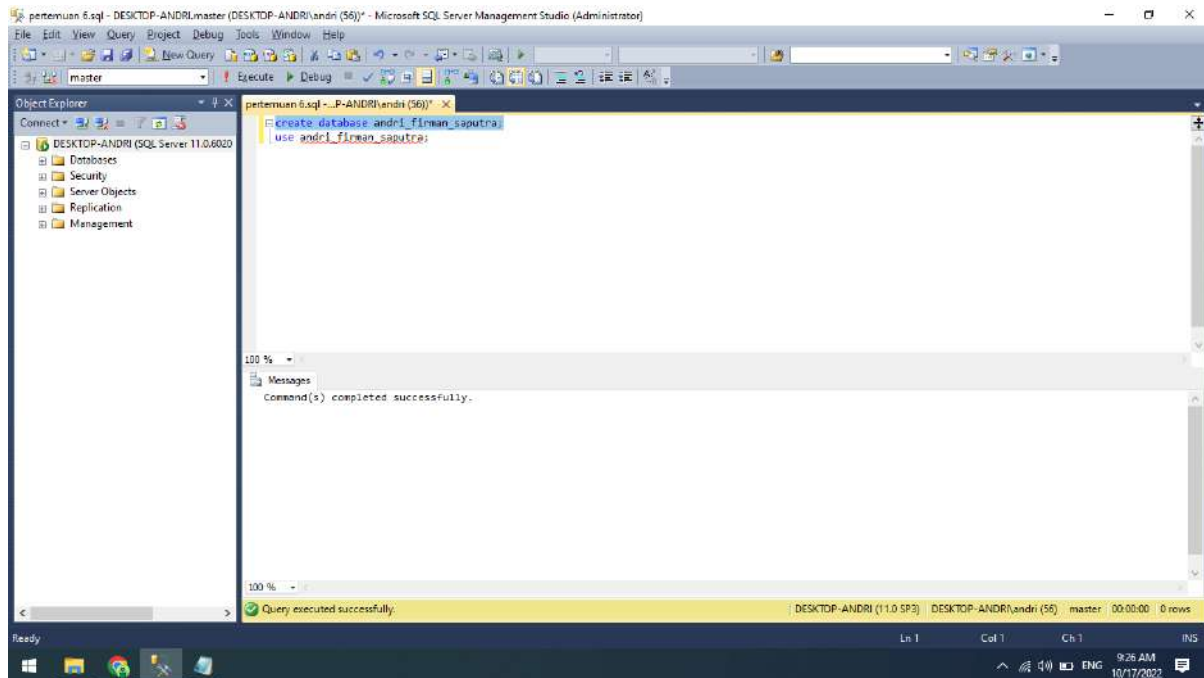 pertemuan 6.sql - DESKTOP-ANDRI.master (DESKTOP-ANDRI\andri (56))* - Microsoft SQL Server Management Studio (Administrator)
File Edit View Query Project Debug Tools Window Help
New Query
master Execute Debug
Object Explorer
pertemuan 6.sql -...P-ANDRI\andri (56))*
Connect
create database andri_firman_saputra;
use andri_firman_saputra;
DESKTOP-ANDRI (SQL Server 11.0.6020
Databases
Security
Server Objects
Replication
Management
100 %
Messages
Command(s) completed successfully.
100 %
Query executed successfully. DESKTOP-ANDRI (11.0 SP3) DESKTOP-ANDRI\andri (56) master 00:00:00 0 rows
Ready Ln 1 Col 1 Ch 1 INS
ENG 9:26 AM
10/17/2022